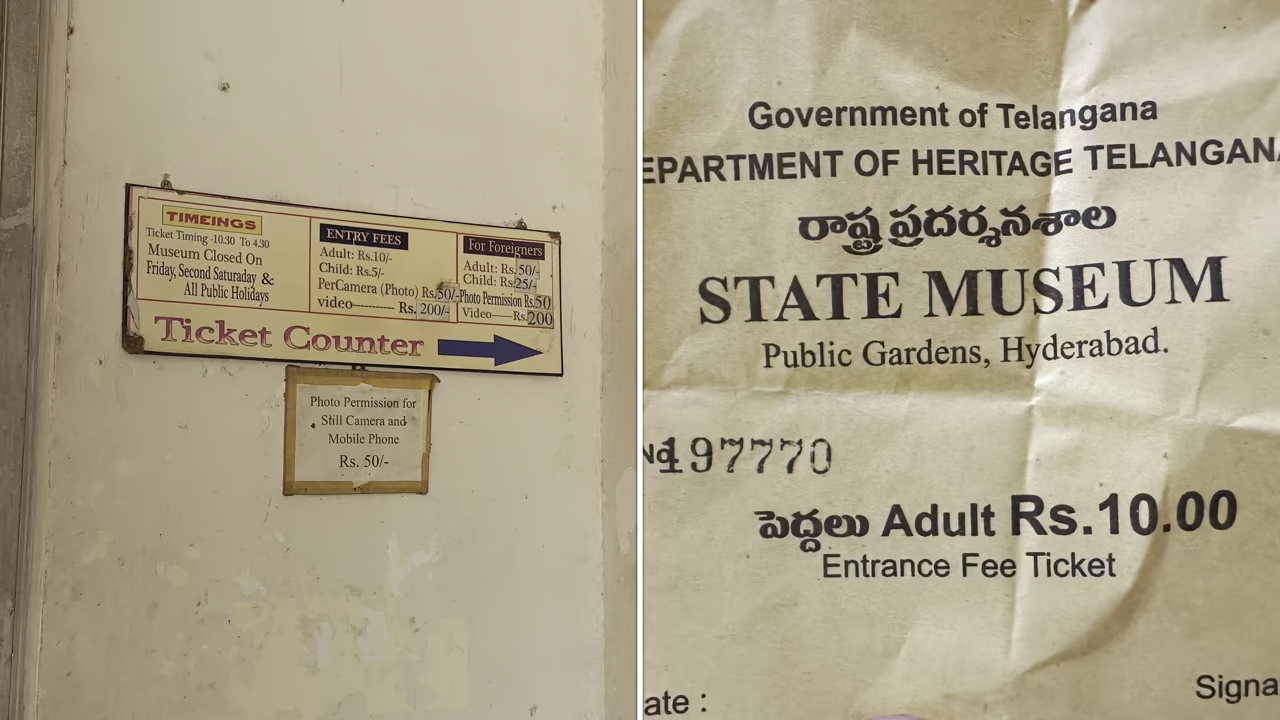 TIMEINGS
Ticket Timing -10.30 To 4.30
Museum Closed On
Friday, Second Saturaday &
All Public Holidays
ENTRY FEES
Adult: Rs.10/-
Child: Rs.5/-
PerCamera (Photo) Rs.50/-
video---------- Rs. 200/-
For Foreigners
Adult: Rs.50/-
Child: Rs.25/-
Photo Permission Rs.50
Video-----Rs.200
Ticket Counter
Photo Permission for
Still Camera and
Mobile Phone
Rs. 50/-
Government of Telangana
EPARTMENT OF HERITAGE TELANGANA
రాష్ట్ర ప్రదర్శనశాల
STATE MUSEUM
Public Gardens, Hyderabad.
No 197770
పెద్దలు Adult Rs.10.00
Entrance Fee Ticket
ate :
Signa